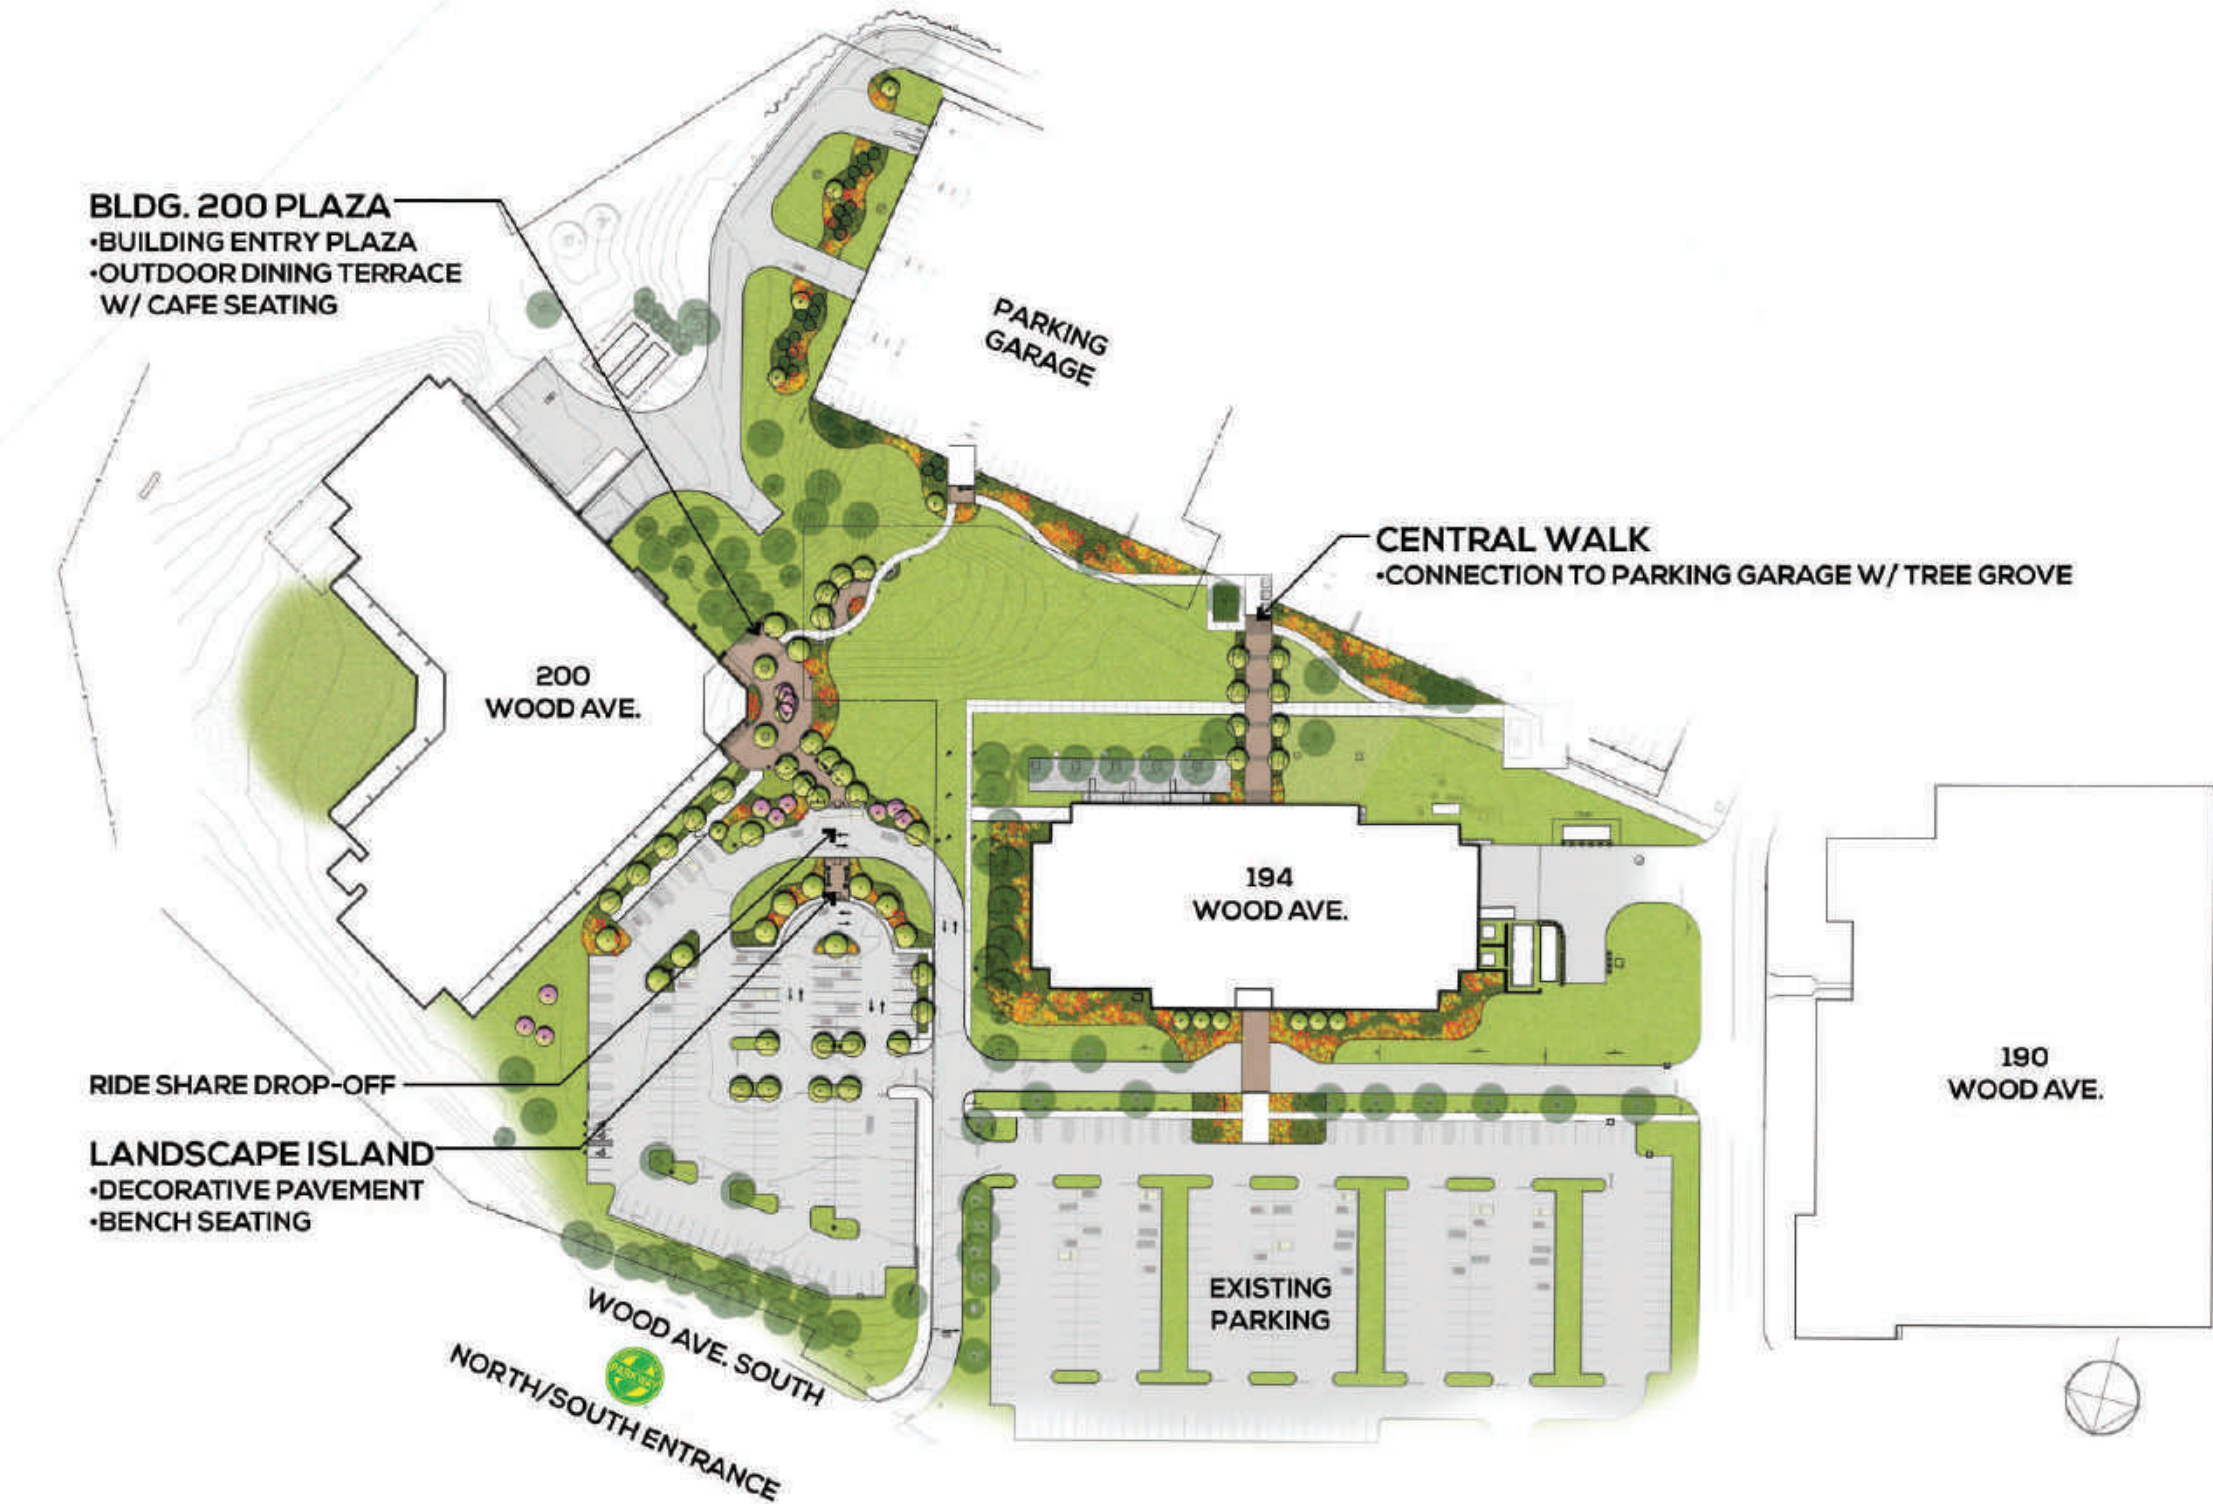 BLDG. 200 PLAZA
•BUILDING ENTRY PLAZA
•OUTDOOR DINING TERRACE
W/ CAFE SEATING
PARKING
GARAGE
CENTRAL WALK
•CONNECTION TO PARKING GARAGE W/ TREE GROVE
200
WOOD AVE.
194
WOOD AVE.
190
WOOD AVE.
RIDE SHARE DROP-OFF
LANDSCAPE ISLAND
•DECORATIVE PAVEMENT
•BENCH SEATING
EXISTING
PARKING
WOOD AVE. SOUTH
PARKWAY
NORTH/SOUTH ENTRANCE